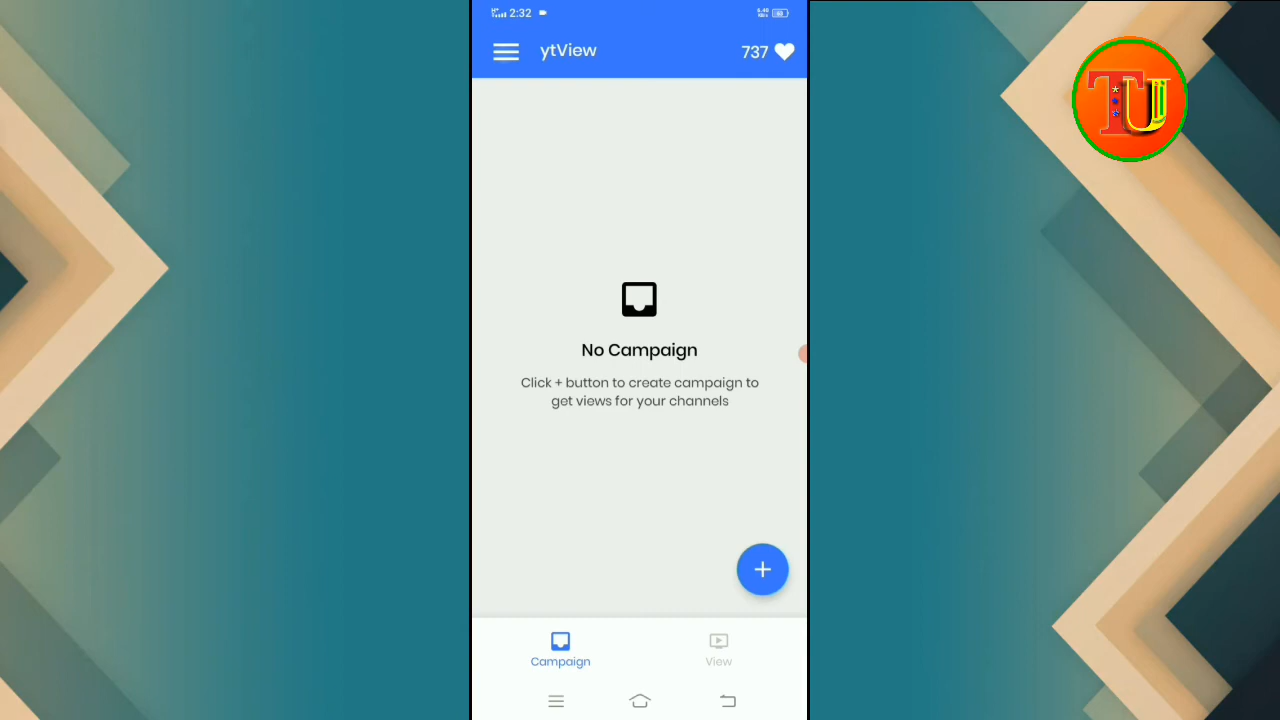 2:32
ytView
737
TU
No Campaign
Click + button to create campaign to
get views for your channels
Campaign
View